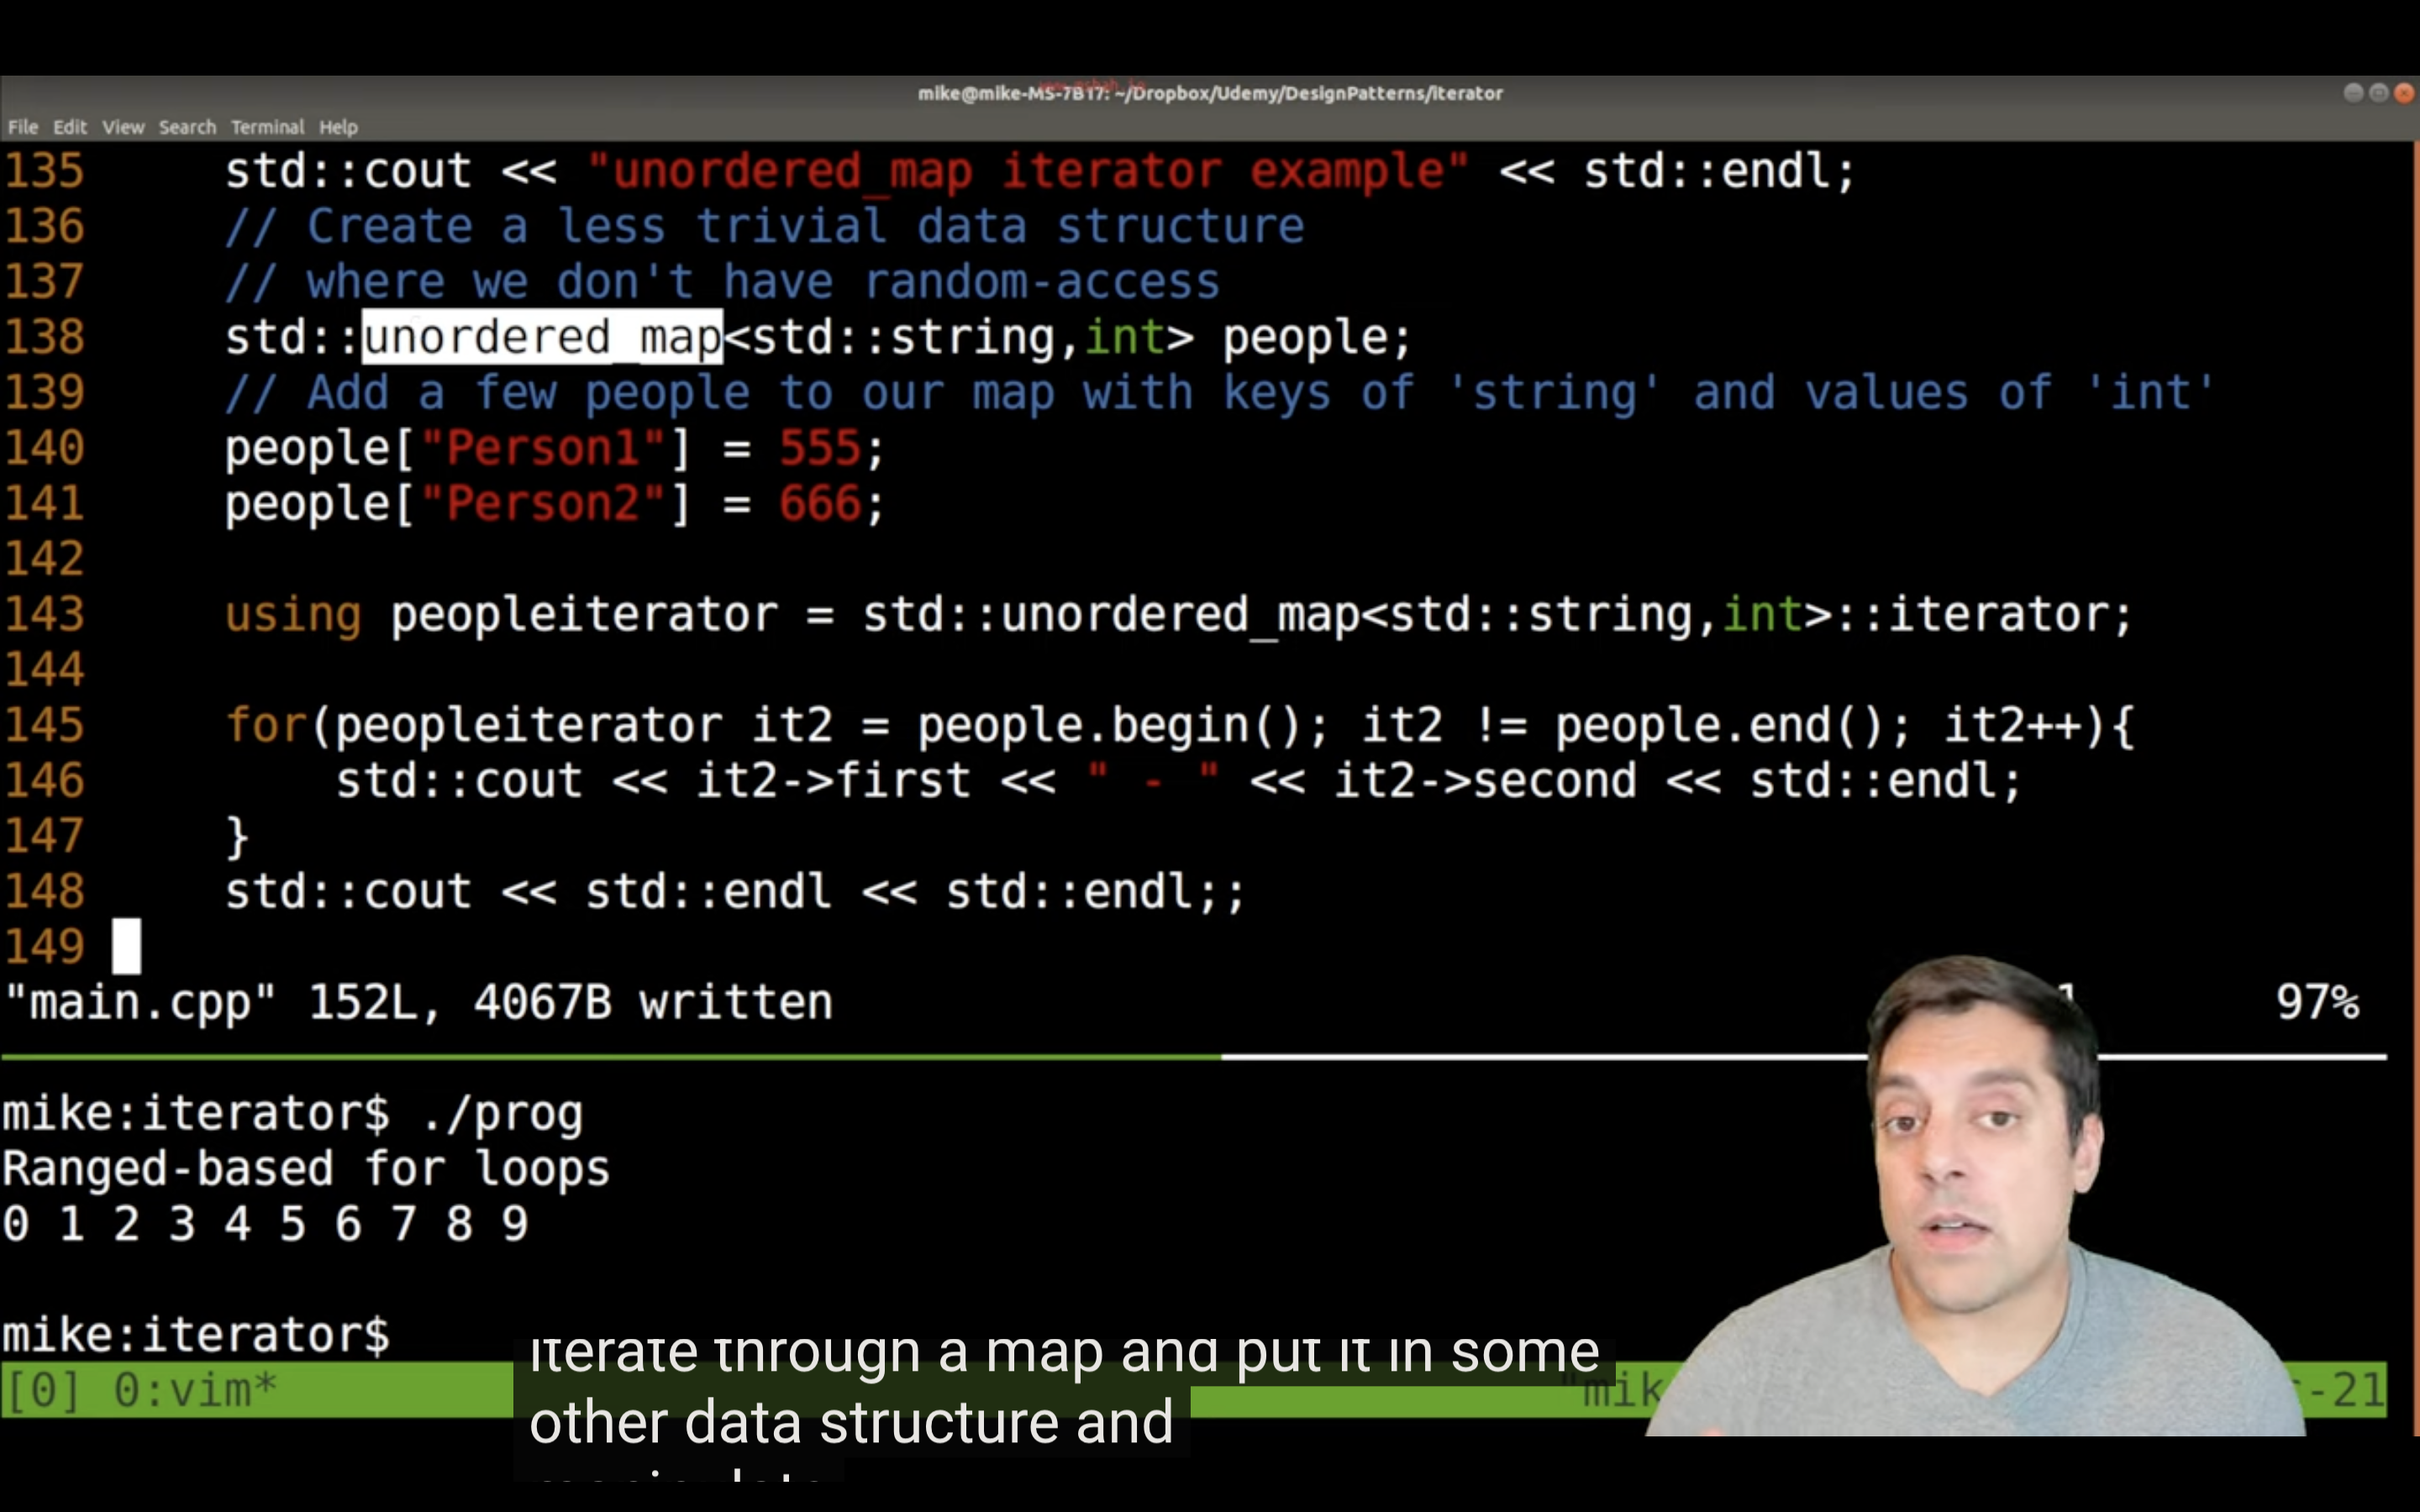 mike@mike-MS-7B17: ~/Dropbox/Udemy/DesignPatterns/iterator
File Edit View Search Terminal Help
135 std::cout << "unordered_map iterator example" << std::endl;
136 // Create a less trivial data structure
137 // where we don't have random-access
138 std::unordered_map<std::string,int> people;
139 // Add a few people to our map with keys of 'string' and values of 'int'
140 people["Person1"] = 555;
141 people["Person2"] = 666;
142
143 using peopleiterator = std::unordered_map<std::string,int>::iterator;
144
145 for(peopleiterator it2 = people.begin(); it2 != people.end(); it2++){
146 std::cout << it2->first << " - " << it2->second << std::endl;
147 }
148 std::cout << std::endl << std::endl;;
149
"main.cpp" 152L, 4067B written 97%
mike:iterator$ ./prog
Ranged-based for loops
0 1 2 3 4 5 6 7 8 9
mike:iterator$
iterate through a map and put it in some
[0] 0:vim* "mik -21
other data structure and